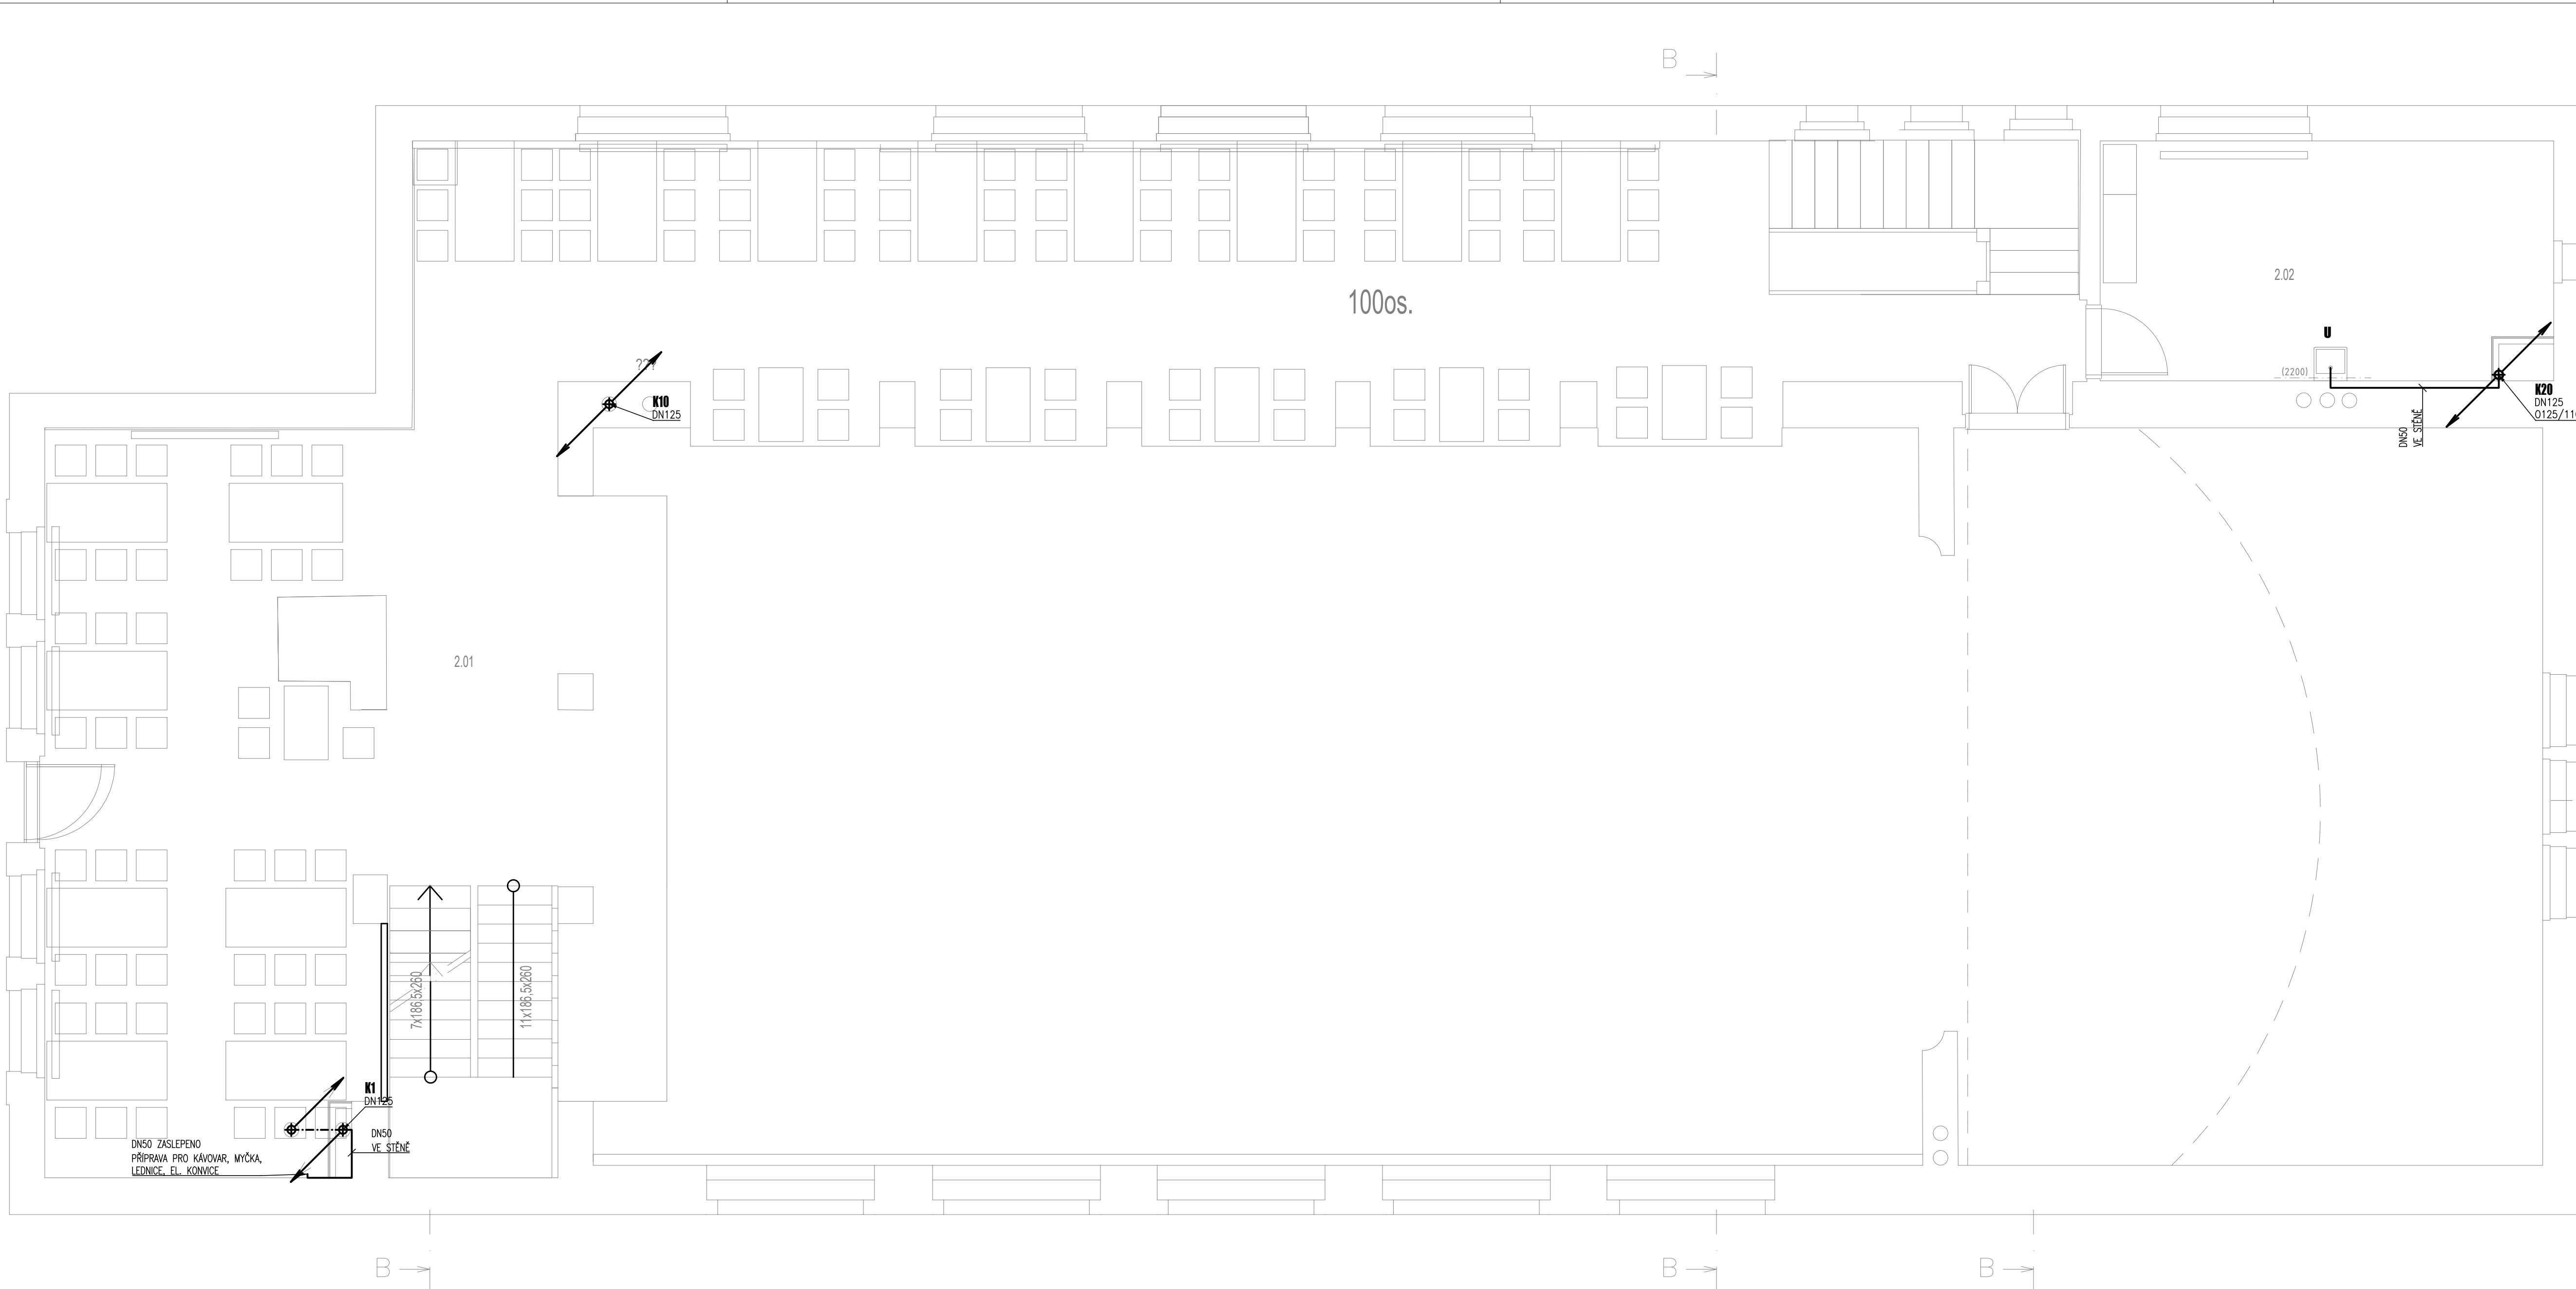 B
100os.
2.02
U
(2200)
K20
DN125
DN50
VE STĚNĚ
K10
DN125
2.01
7x186,5x260
11x186,5x260
K1
DN125
DN50
VE STĚNĚ
DN50 ZASLEPENO
PŘÍPRAVA PRO KÁVOVAR, MYČKA,
LEDNICE, EL. KONVICE
B
B
B